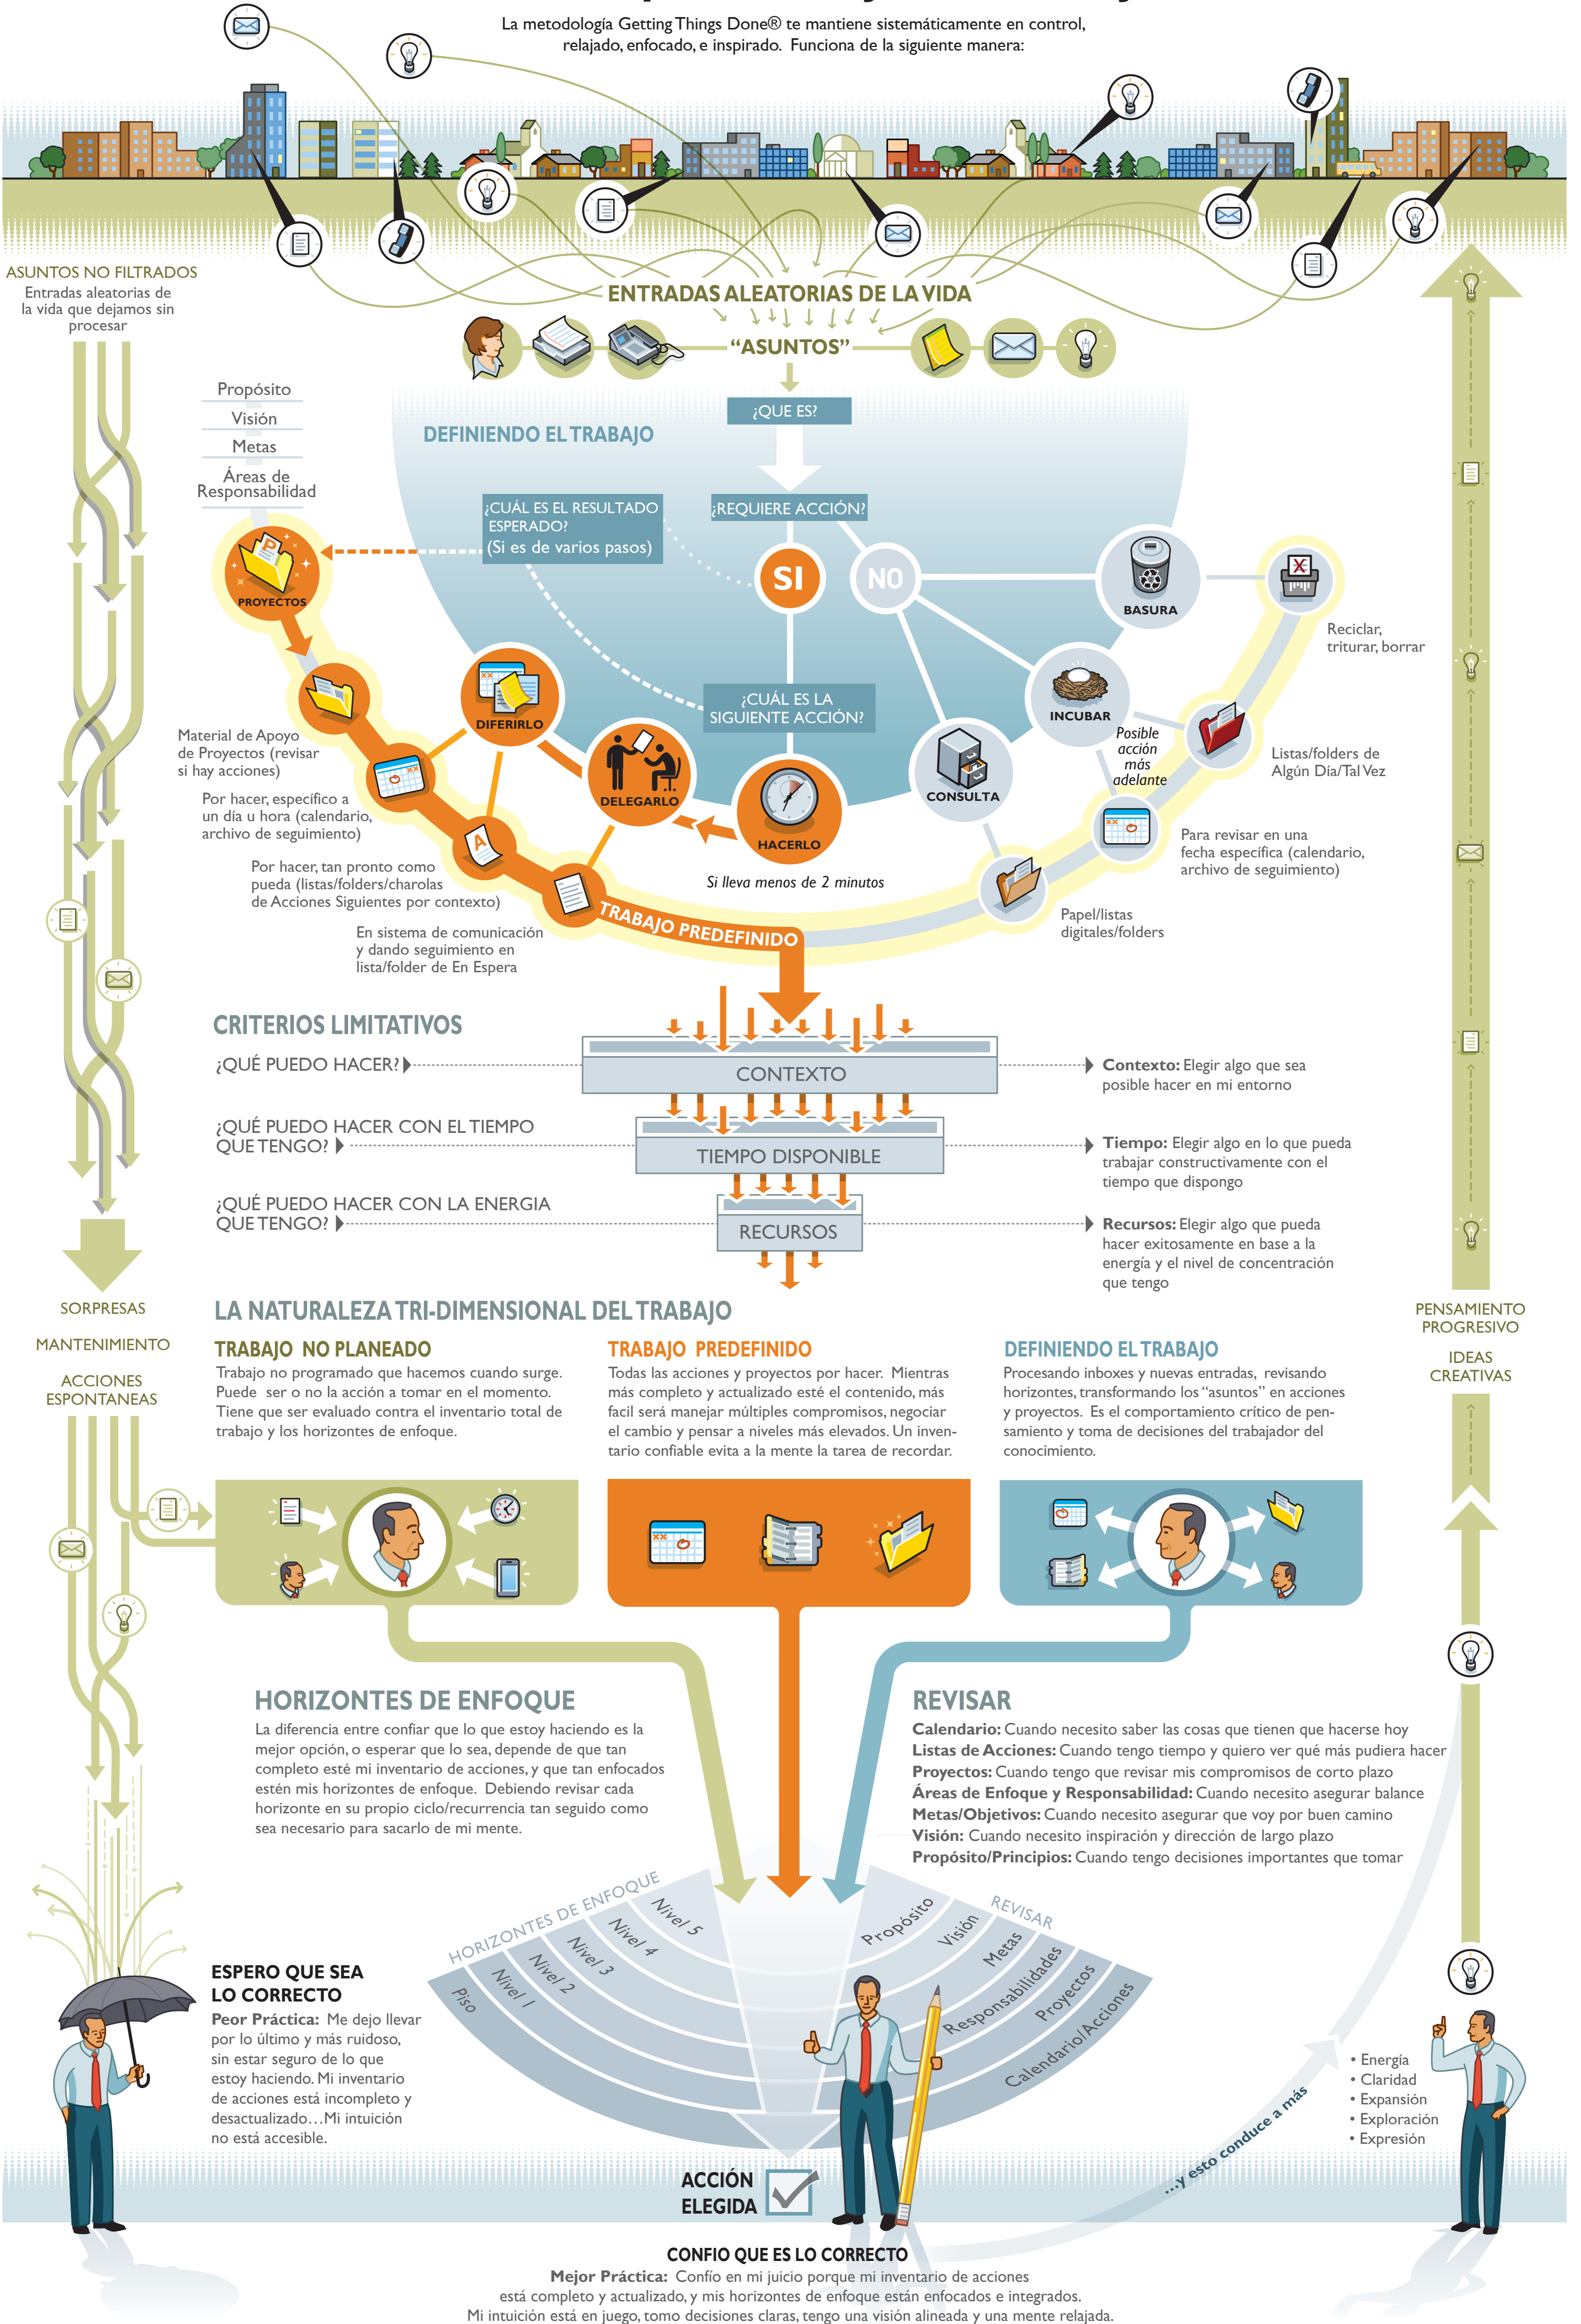 La metodología Getting Things Done® te mantiene sistemáticamente en control,
relajado, enfocado, e inspirado. Funciona de la siguiente manera:
ASUNTOS NO FILTRADOS
Entradas aleatorias de
la vida que dejamos sin
procesar
ENTRADAS ALEATORIAS DE LA VIDA
“ASUNTOS”
Propósito
Visión
Metas
Áreas de
Responsabilidad
DEFINIENDO EL TRABAJO
¿QUE ES?
¿CUÁL ES EL RESULTADO
ESPERADO?
(Si es de varios pasos)
¿REQUIERE ACCIÓN?
SI
NO
P
PROYECTOS
BASURA
X
Reciclar,
triturar, borrar
¿CUÁL ES LA
SIGUIENTE ACCIÓN?
DIFERIRLO
DELEGARLO
HACERLO
Si lleva menos de 2 minutos
CONSULTA
INCUBAR
Posible
acción
más
adelante
Listas/folders de
Algún Día/Tal Vez
Material de Apoyo
de Proyectos (revisar
si hay acciones)
Por hacer, específico a
un día u hora (calendario,
archivo de seguimiento)
A
Por hacer, tan pronto como
pueda (listas/folders/charolas
de Acciones Siguientes por contexto)
En sistema de comunicación
y dando seguimiento en
lista/folder de En Espera
Para revisar en una
fecha específica (calendario,
archivo de seguimiento)
Papel/listas
digitales/folders
TRABAJO PREDEFINIDO
CRITERIOS LIMITATIVOS
¿QUÉ PUEDO HACER?
CONTEXTO
Contexto: Elegir algo que sea
posible hacer en mi entorno
¿QUÉ PUEDO HACER CON EL TIEMPO
QUE TENGO?
TIEMPO DISPONIBLE
Tiempo: Elegir algo en lo que pueda
trabajar constructivamente con el
tiempo que dispongo
¿QUÉ PUEDO HACER CON LA ENERGIA
QUE TENGO?
RECURSOS
Recursos: Elegir algo que pueda
hacer exitosamente en base a la
energía y el nivel de concentración
que tengo
SORPRESAS
MANTENIMIENTO
ACCIONES
ESPONTANEAS
PENSAMIENTO
PROGRESIVO
IDEAS
CREATIVAS
LA NATURALEZA TRI-DIMENSIONAL DEL TRABAJO
TRABAJO NO PLANEADO
Trabajo no programado que hacemos cuando surge.
Puede ser o no la acción a tomar en el momento.
Tiene que ser evaluado contra el inventario total de
trabajo y los horizontes de enfoque.
TRABAJO PREDEFINIDO
Todas las acciones y proyectos por hacer. Mientras
más completo y actualizado esté el contenido, más
facil será manejar múltiples compromisos, negociar
el cambio y pensar a niveles más elevados. Un inven-
tario confiable evita a la mente la tarea de recordar.
DEFINIENDO EL TRABAJO
Procesando inboxes y nuevas entradas, revisando
horizontes, transformando los “asuntos” en acciones
y proyectos. Es el comportamiento crítico de pen-
samiento y toma de decisiones del trabajador del
conocimiento.
HORIZONTES DE ENFOQUE
La diferencia entre confiar que lo que estoy haciendo es la
mejor opción, o esperar que lo sea, depende de que tan
completo esté mi inventario de acciones, y que tan enfocados
estén mis horizontes de enfoque. Debiendo revisar cada
horizonte en su propio ciclo/recurrencia tan seguido como
sea necesario para sacarlo de mi mente.
REVISAR
Calendario: Cuando necesito saber las cosas que tienen que hacerse hoy
Listas de Acciones: Cuando tengo tiempo y quiero ver qué más pudiera hacer
Proyectos: Cuando tengo que revisar mis compromisos de corto plazo
Áreas de Enfoque y Responsabilidad: Cuando necesito asegurar balance
Metas/Objetivos: Cuando necesito asegurar que voy por buen camino
Visión: Cuando necesito inspiración y dirección de largo plazo
Propósito/Principios: Cuando tengo decisiones importantes que tomar
HORIZONTES DE ENFOQUE
Nivel 5
Nivel 4
Nivel 3
Nivel 2
Nivel 1
Piso
REVISAR
Propósito
Visión
Metas
Responsabilidades
Proyectos
Calendario/Acciones
ESPERO QUE SEA
LO CORRECTO
Peor Práctica: Me dejo llevar
por lo último y más ruidoso,
sin estar seguro de lo que
estoy haciendo. Mi inventario
de acciones está incompleto y
desactualizado…Mi intuición
no está accesible.
• Energía
• Claridad
• Expansión
• Exploración
• Expresión
...y esto conduce a más
ACCIÓN
ELEGIDA
CONFIO QUE ES LO CORRECTO
Mejor Práctica: Confío en mi juicio porque mi inventario de acciones
está completo y actualizado, y mis horizontes de enfoque están enfocados e integrados.
Mi intuición está en juego, tomo decisiones claras, tengo una visión alineada y una mente relajada.